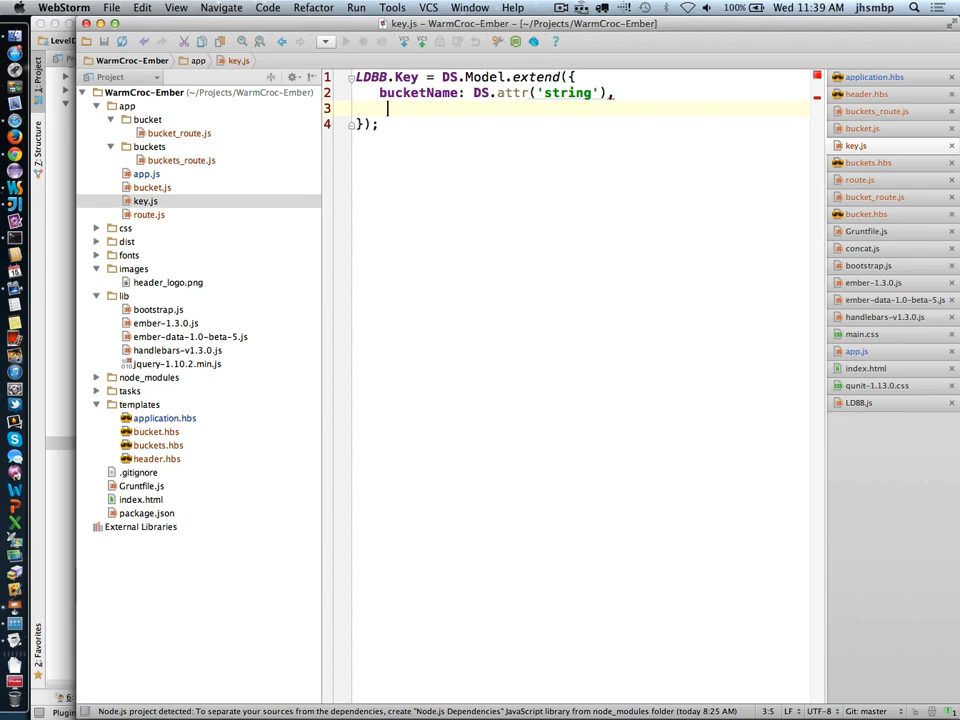 WebStorm File Edit View Navigate Code Refactor Run Tools VCS Window Help 100% Wed 11:39 AM jhsmbp
key.js - WarmCroc-Ember - [~/Projects/WarmCroc-Ember]
WarmCroc-Ember app key.js
Project
WarmCroc-Ember (~/Projects/WarmCroc-Ember)
app
bucket
bucket_route.js
buckets
buckets_route.js
app.js
bucket.js
key.js
route.js
css
dist
fonts
images
header_logo.png
lib
bootstrap.js
ember-1.3.0.js
ember-data-1.0-beta-5.js
handlebars-v1.3.0.js
jquery-1.10.2.min.js
node_modules
tasks
templates
application.hbs
bucket.hbs
buckets.hbs
header.hbs
.gitignore
Gruntfile.js
index.html
package.json
External Libraries
1: Project
7: Structure
2: Favorites
1 LDBB.Key = DS.Model.extend({
2 bucketName: DS.attr('string'),
3
4 });
application.hbs
header.hbs
buckets_route.js
bucket.js
key.js
buckets.hbs
route.js
bucket_route.js
bucket.hbs
Gruntfile.js
concat.js
bootstrap.js
ember-1.3.0.js
ember-data-1.0-beta-5.js
handlebars-v1.3.0.js
main.css
app.js
index.html
qunit-1.13.0.css
LDBB.js
Plugin
Node.js project detected: To separate your sources from the dependencies, create "Node.js Dependencies" JavaScript library from node_modules folder (today 8:25 AM) 3:5 LF UTF-8 Git: master